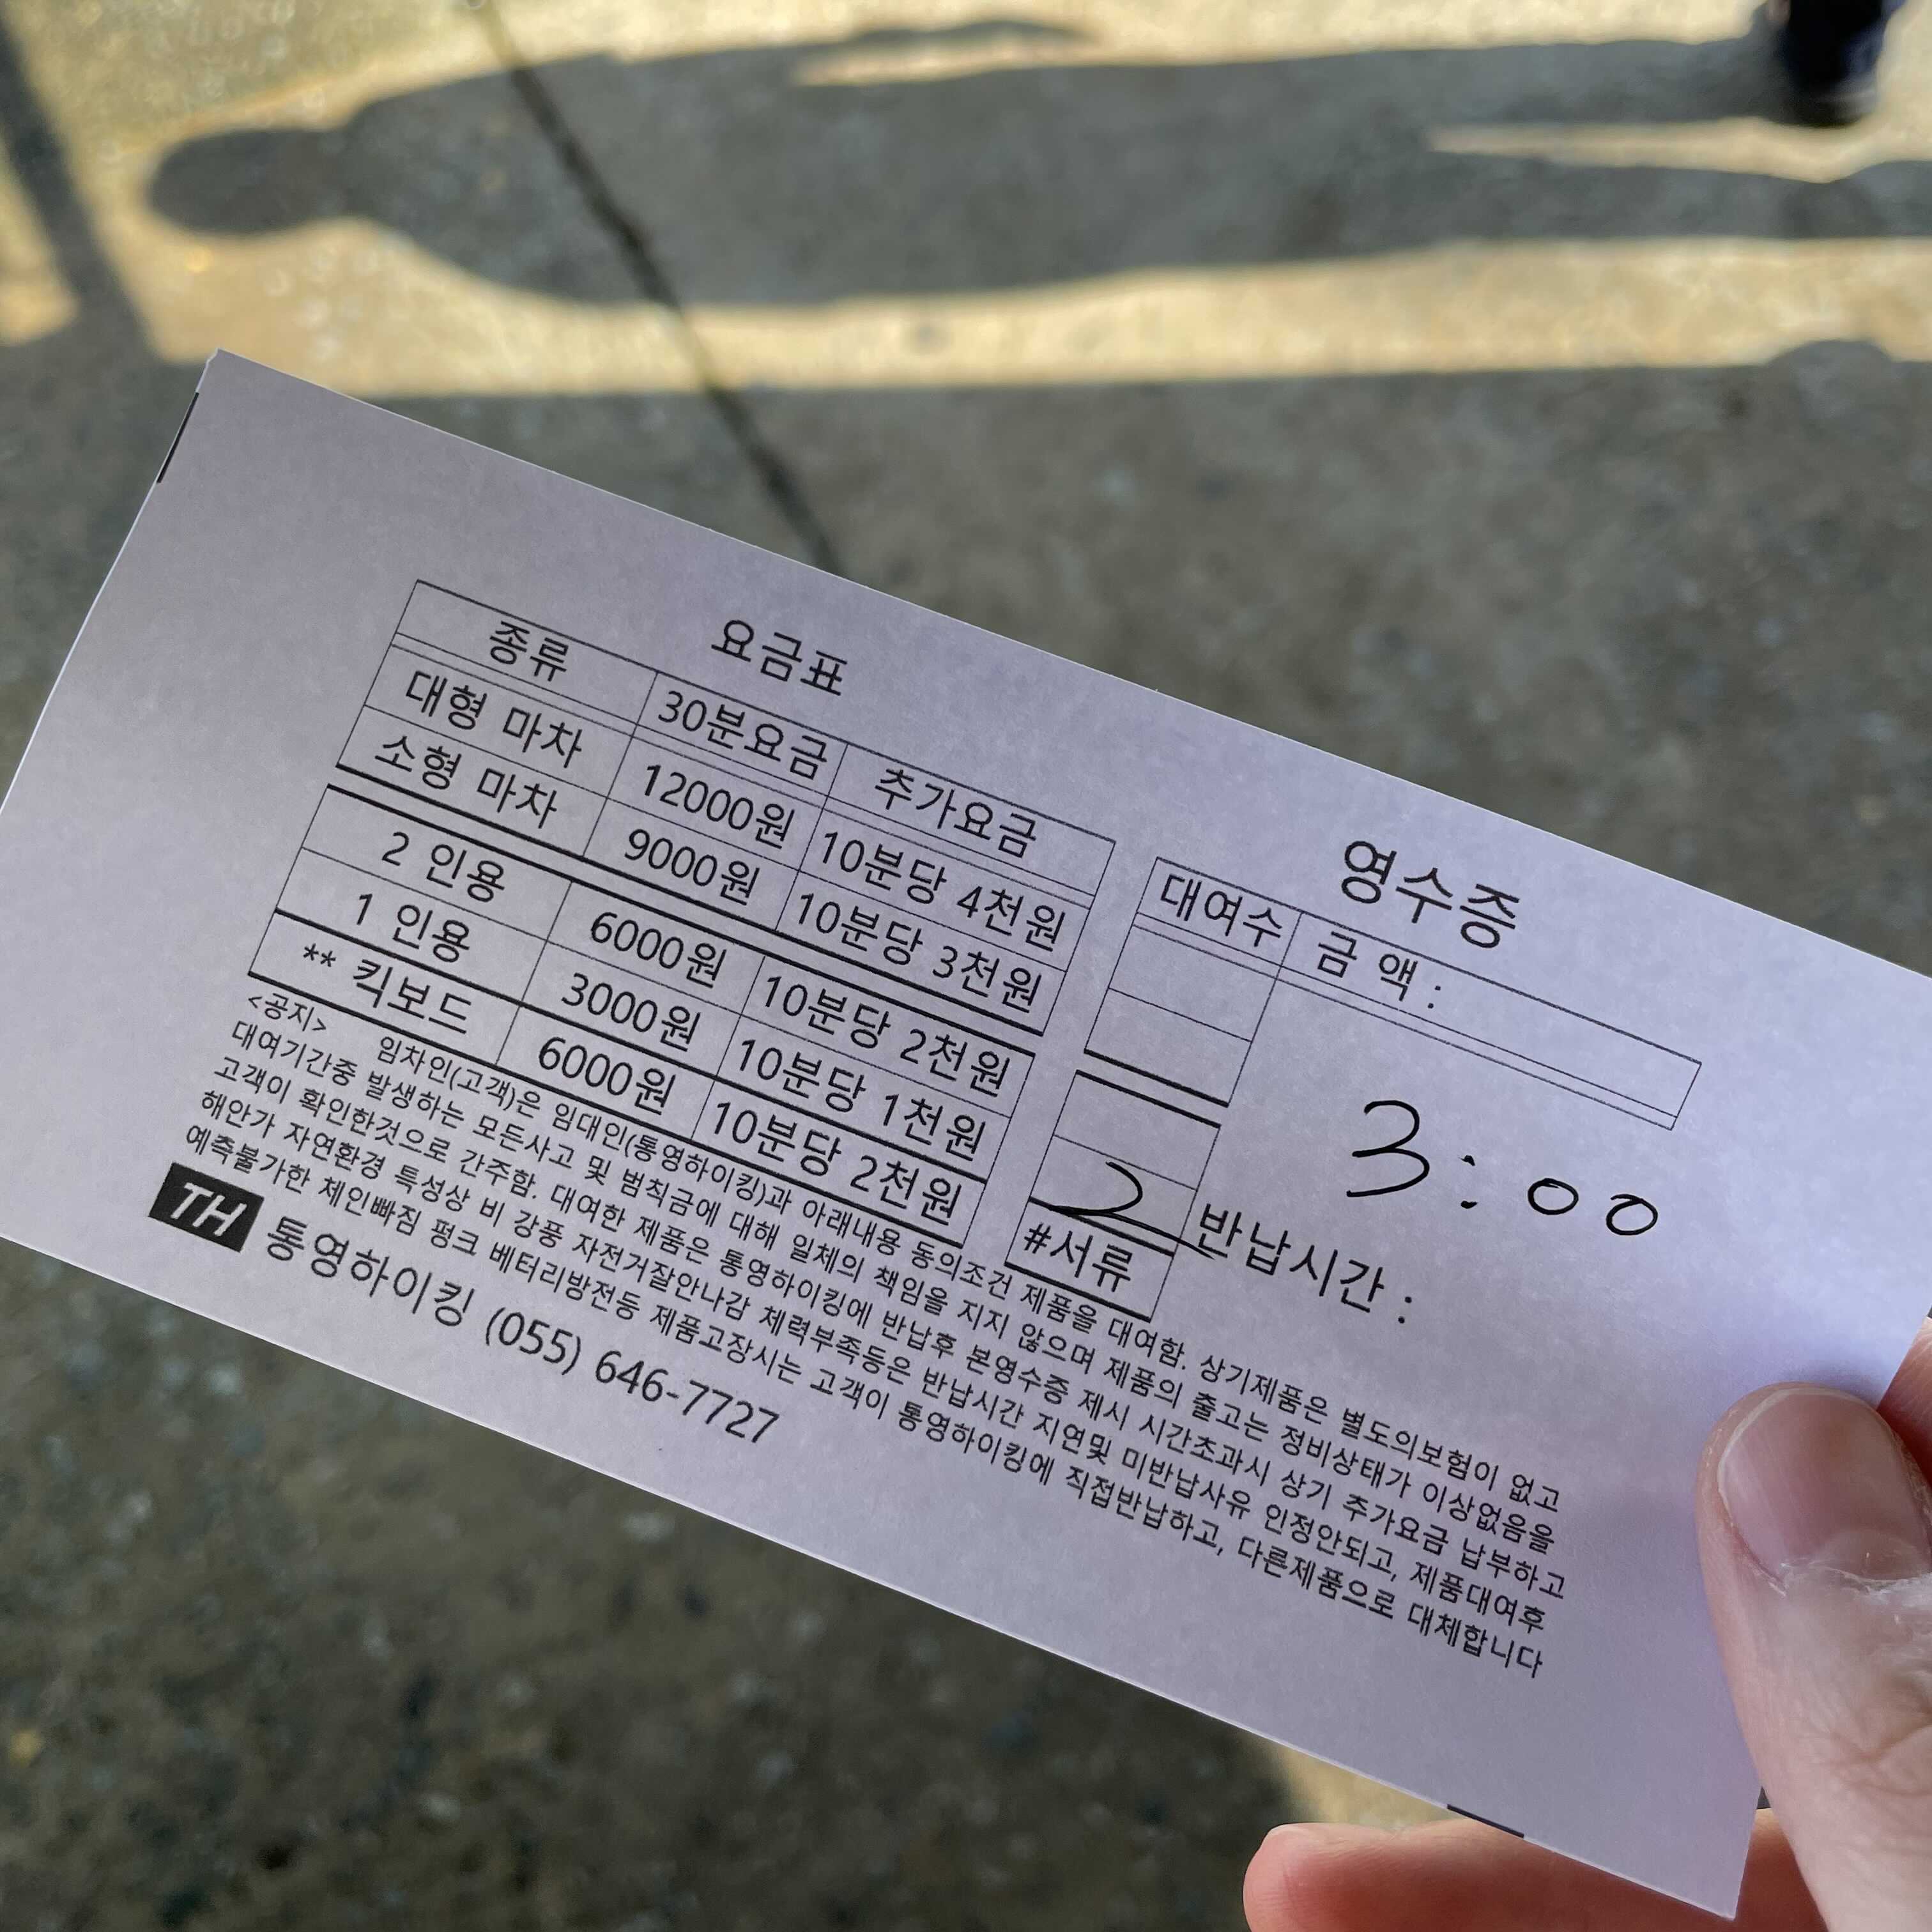 요금표
종류 30분요금 추가요금
대형 마차 12000원 10분당 4천원
소형 마차 9000원 10분당 3천원
2 인용 6000원 10분당 2천원
1 인용 3000원 10분당 1천원
** 킥보드 6000원 10분당 2천원
영수증
대여수 금 액 :
3:00
2
#서류 반납시간 :
<공지> 임차인(고객)은 임대인(통영하이킹)과 아래내용 동의조건 제품을 대여함. 상기제품은 별도의보험이 없고
대여기간중 발생하는 모든사고 및 범칙금에 대해 일체의 책임을 지지 않으며 제품의 출고는 정비상태가 이상없음을
고객이 확인한것으로 간주함. 대여한 제품은 통영하이킹에 반납후 본영수증 제시 시간초과시 상기 추가요금 납부하고
해안가 자연환경 특성상 비 강풍 자전거잘안나감 체력부족등은 반납시간 지연및 미반납사유 인정안되고, 제품대여후
예측불가한 체인빠짐 펑크 베터리방전등 제품고장시는 고객이 통영하이킹에 직접반납하고, 다른제품으로 대체합니다
TH 통영하이킹 (055) 646-7727